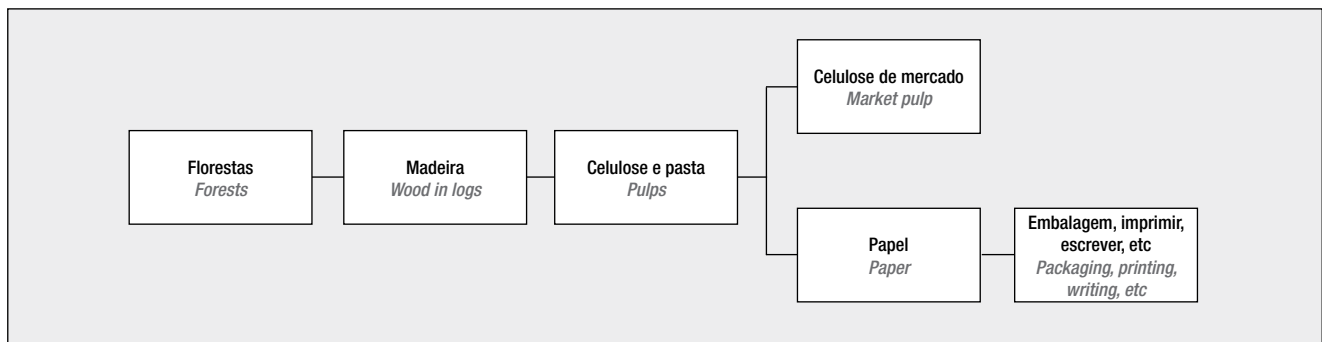 Florestas
Forests
Madeira
Wood in logs
Celulose e pasta
Pulps
Celulose de mercado
Market pulp
Papel
Paper
Embalagem, imprimir,
escrever, etc
Packaging, printing,
writing, etc